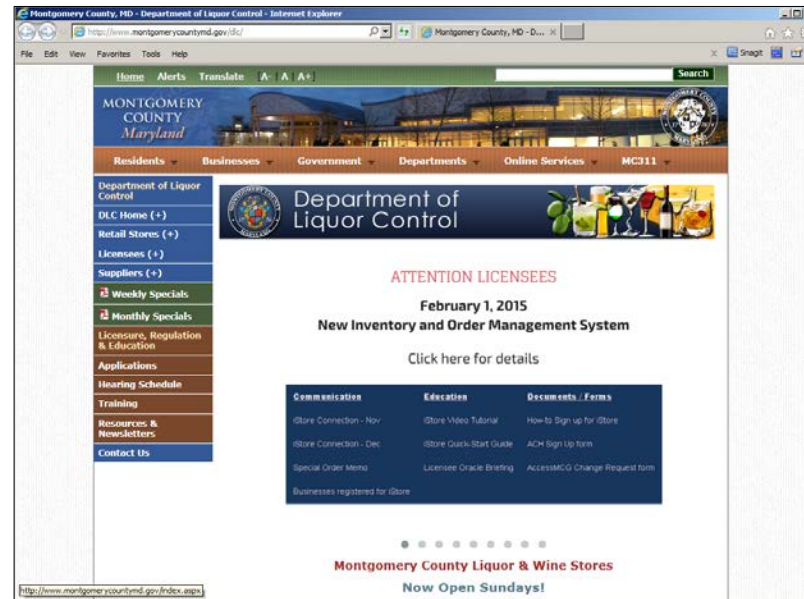 Montgomery County, MD - Department of Liquor Control - Internet Explorer
http://www.montgomerycountymd.gov/dlc/
Montgomery County, MD - D...
File Edit View Favorites Tools Help
Snagit
Home Alerts Translate A- A A+
Search
MONTGOMERY
COUNTY
Maryland
Residents Businesses Government Departments Online Services MC311
Department of Liquor
Control
DLC Home (+)
Retail Stores (+)
Licensees (+)
Suppliers (+)
Weekly Specials
Monthly Specials
Licensure, Regulation
& Education
Applications
Hearing Schedule
Training
Resources &
Newsletters
Contact Us
Department of
Liquor Control
ATTENTION LICENSEES
February 1, 2015
New Inventory and Order Management System
Click here for details
Communication Education Documents / Forms
iStore Connection - Nov iStore Video Tutorial How-to Sign up for iStore
iStore Connection - Dec iStore Quick-Start Guide ACH Sign Up form
Special Order Memo Licensee Oracle Briefing AccessMCG Change Request form
Businesses registered for iStore
Montgomery County Liquor & Wine Stores
Now Open Sundays!
http://www.montgomerycountymd.gov/index.aspx